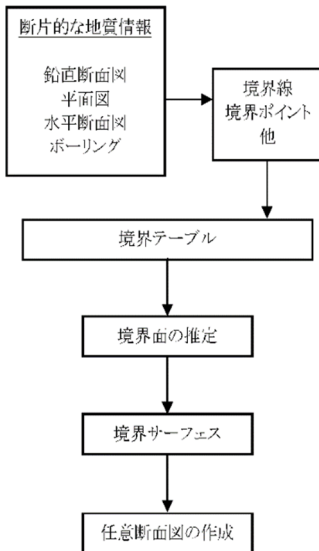 断片的な地質情報
鉛直断面図
平面図
水平断面図
ボーリング
境界線
境界ポイント
他
境界テーブル
境界面の推定
境界サーフェス
任意断面図の作成